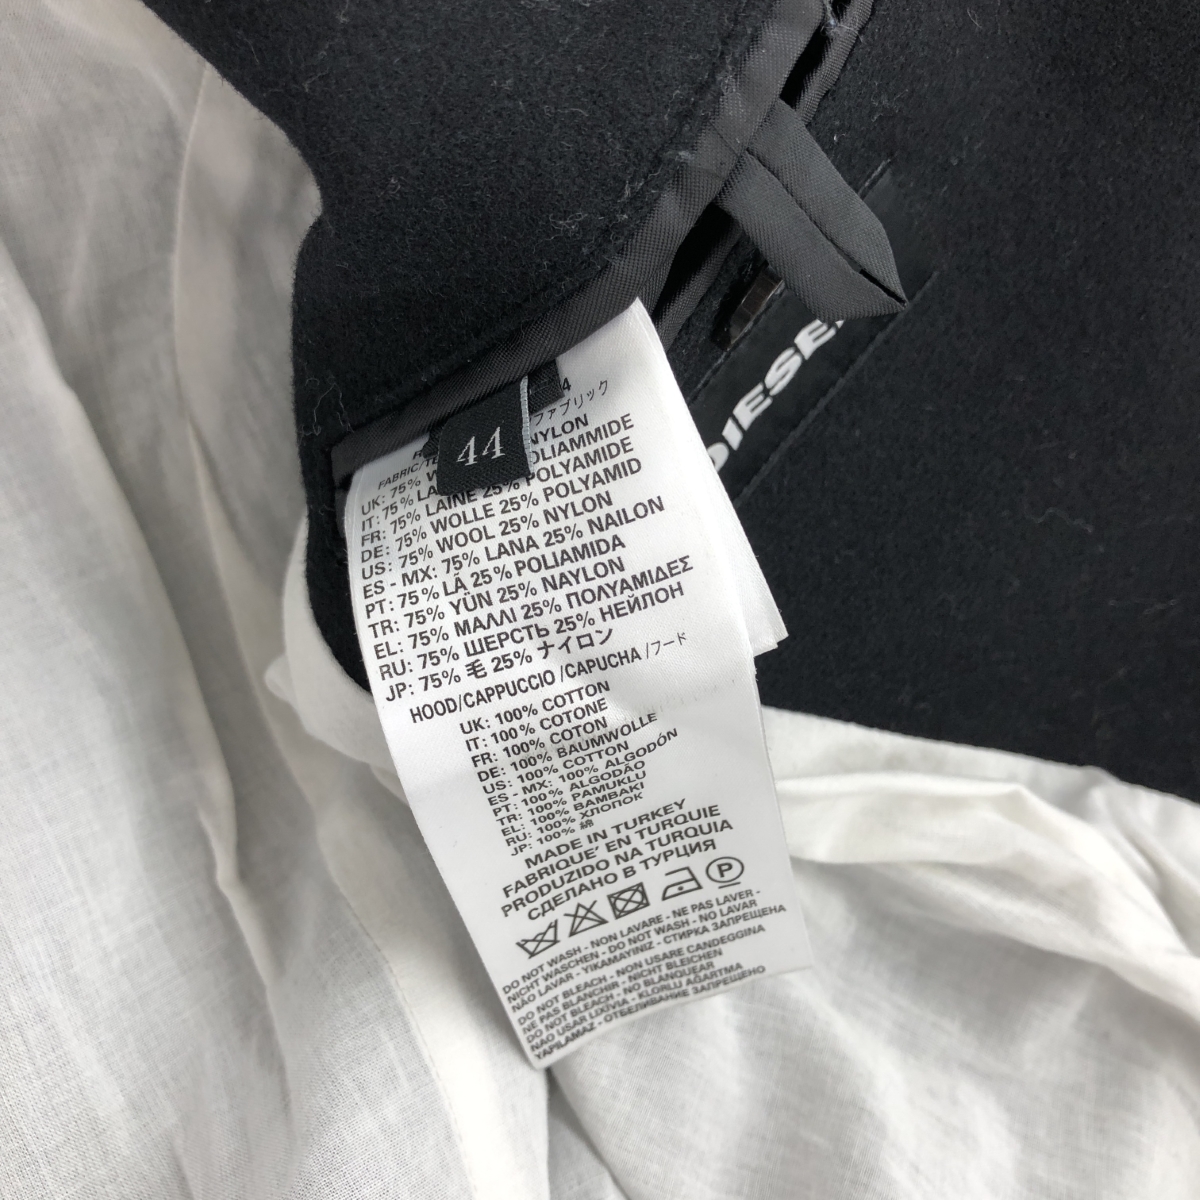 DIESEL
44
4
ファブリック
NYLON
FABRIC/
UK: 75% OLIAMMIDE
IT: 75% LA POLYAMIDE
FR: 75% LAINE 25% POLYAMID
DE: 75% WOLLE 25%
US: 75% WOOL 25% NYLON
ES - MX: 75% LANA 25% NAILON
PT: 75% LÃ 25% POLIAMIDA
TR: 75% YÜN 25% NAYLON
EL: 75% ΜΑΛΛΙ 25% ΠΟΛΥΑΜΙΔΕΣ
RU: 75% ШЕРСТЬ 25% НЕЙЛОН
JP: 75% 毛 25% ナイロン
HOOD/CAPPUCCIO /CAPUCHA /フード
UK: 100% COTTON
IT: 100% COTONE
FR: 100% COTON
DE: 100% BAUMWOLLE
US: 100% COTTON
ES - MX: 100% ALGODÓN
PT: 100% ALGODÃO
TR: 100% PAMUKLU
EL: 100% ΒΑΜΒΑΚΙ
RU: 100% ХЛОПОК
JP: 100% 綿
MADE IN TURKEY
FABRIQUE' EN TURQUIE
PRODUZIDO NA TURQUIA
СДЕЛАНО В ТУРЦИЯ
P
DO NOT WASH - NON LAVARE - NE PAS LAVER -
NICHT WASCHEN - DO NOT WASH - NO LAVAR
NÃO LAVAR - YIKAMAYINIZ - СТИРКА ЗАПРЕЩЕНА
DO NOT BLEACH - NON USARE CANDEGGINA
NE PAS BLANCHIR - NICHT BLEICHEN
DO NOT BLEACH - NO BLANQUEAR
NAO USAR LIXÍVIA - KLORLU AĞARTMA
YAPILAMAZ - ОТБЕЛИВАНИЕ ЗАПРЕЩЕНО